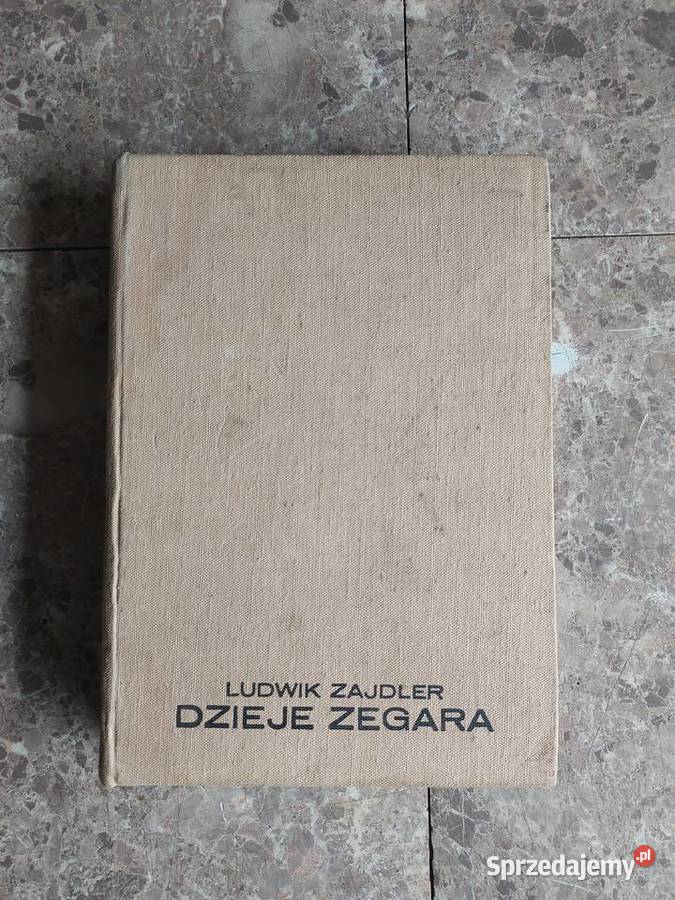 LUDWIK ZAJDLER
DZIEJE ZEGARA
Sprzedajemy.pl